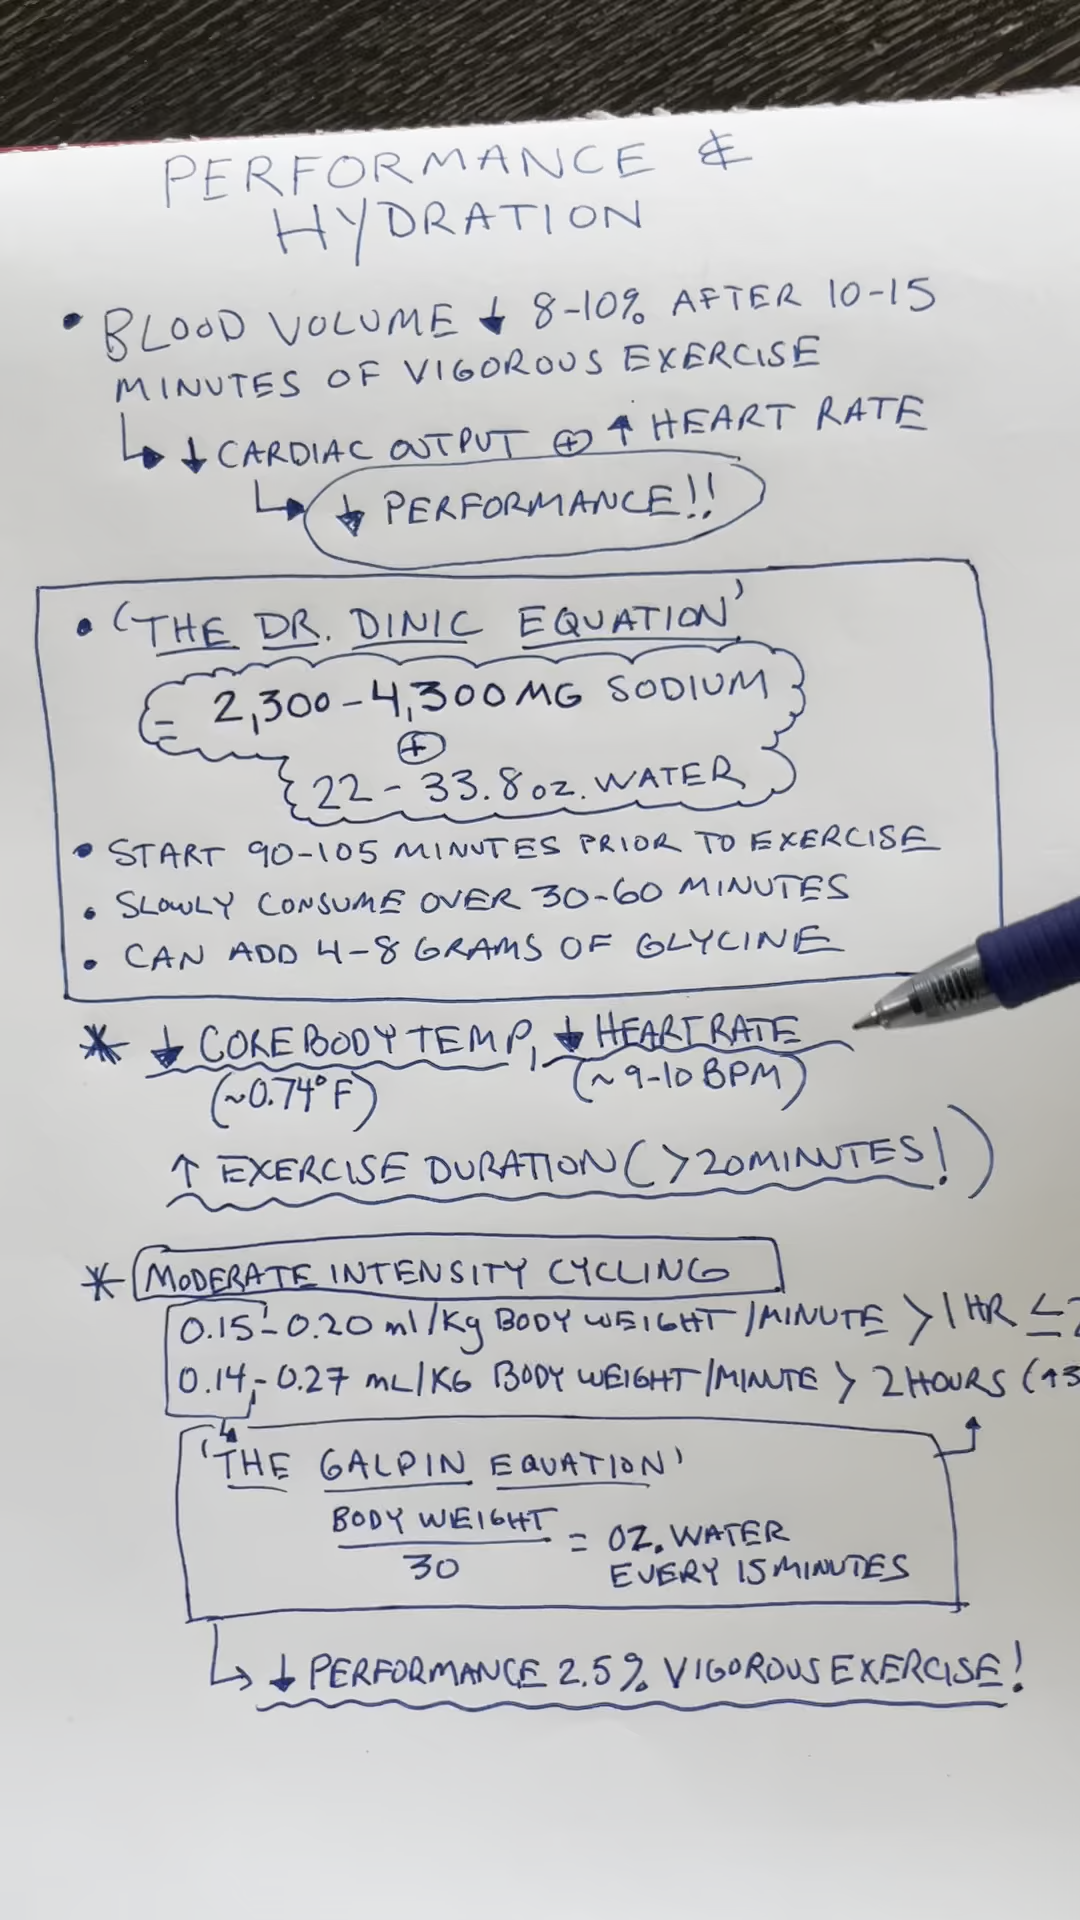 PERFORMANCE &
HYDRATION
• BLOOD VOLUME ↓ 8-10% AFTER 10-15
MINUTES OF VIGOROUS EXERCISE
↳ ↓ CARDIAC OUTPUT ⊕ ↑ HEART RATE
↳ ↓ PERFORMANCE!!
• 'THE DR. DINIC EQUATION'
= 2,300-4,300MG SODIUM
⊕
22-33.8oz. WATER
• START 90-105 MINUTES PRIOR TO EXERCISE
• SLOWLY CONSUME OVER 30-60 MINUTES
• CAN ADD 4-8 GRAMS OF GLYCINE
* ↓ CORE BODY TEMP, ↓ HEART RATE
(~0.74°F) (~9-10 BPM)
↑ EXERCISE DURATION (>20 MINUTES!)
* MODERATE INTENSITY CYCLING
0.15-0.20 ml/Kg BODY WEIGHT/MINUTE > 1 HR ≤
0.14-0.27 mL/KG BODY WEIGHT/MINUTE > 2 HOURS (↑3
'THE GALPIN EQUATION'
BODY WEIGHT
30
= OZ. WATER
EVERY 15 MINUTES
↳ ↓ PERFORMANCE 2.5% VIGOROUS EXERCISE!